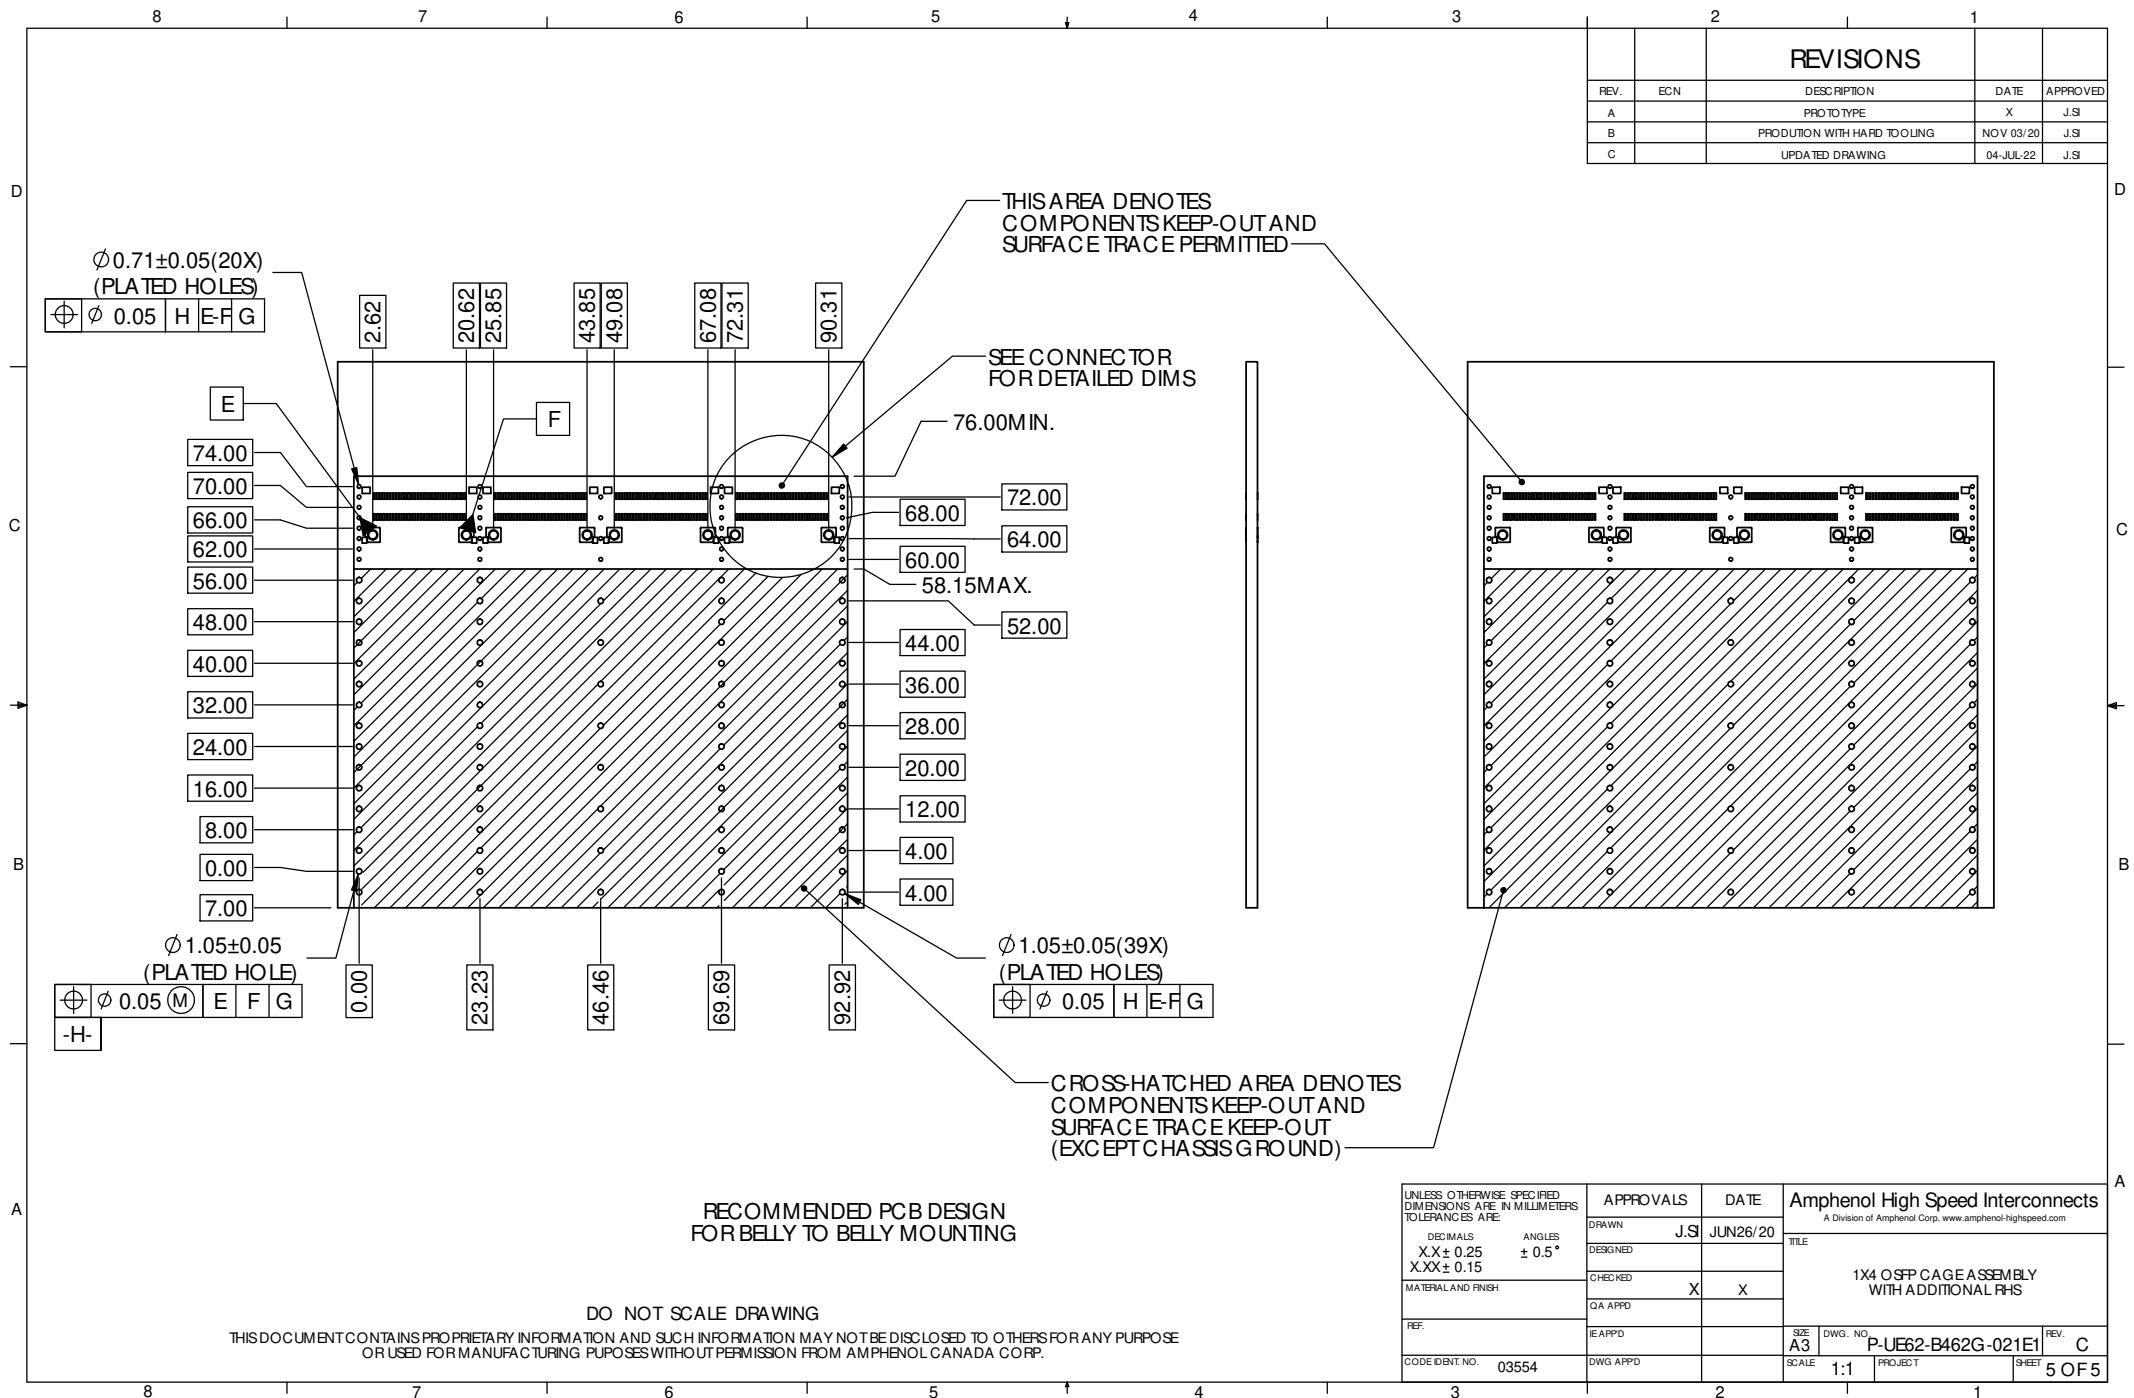 8 7 6 5 4 3 2 1
REVISIONS
REV. ECN DESCRIPTION DATE APPROVED
A PROTOTYPE X J.SI
B PRODUTION WITH HARD TOOLING NOV 03/20 J.SI
C UPDATED DRAWING 04-JUL-22 J.SI
D D
THIS AREA DENOTES
COMPONENTS KEEP-OUT AND
SURFACE TRACE PERMITTED
Ø0.71±0.05(20X)
(PLATED HOLES)
⌖ Ø 0.05 H E-F G
2.62
20.62
25.85
43.85
49.08
67.08
72.31
90.31
SEE CONNECTOR
FOR DETAILED DIMS
E
F
76.00MIN.
74.00
70.00
66.00
62.00
56.00
48.00
40.00
32.00
24.00
16.00
8.00
0.00
7.00
72.00
68.00
64.00
60.00
58.15MAX.
52.00
44.00
36.00
28.00
20.00
12.00
4.00
4.00
C C
B B
Ø1.05±0.05
(PLATED HOLE)
⌖ Ø 0.05 Ⓜ E F G
-H-
0.00
23.23
46.46
69.69
92.92
Ø1.05±0.05(39X)
(PLATED HOLES)
⌖ Ø 0.05 H E-F G
CROSS-HATCHED AREA DENOTES
COMPONENTS KEEP-OUT AND
SURFACE TRACE KEEP-OUT
(EXCEPT CHASSIS GROUND)
A A
RECOMMENDED PCB DESIGN
FOR BELLY TO BELLY MOUNTING
DO NOT SCALE DRAWING
THIS DOCUMENT CONTAINS PROPRIETARY INFORMATION AND SUCH INFORMATION MAY NOT BE DISCLOSED TO OTHERS FOR ANY PURPOSE
OR USED FOR MANUFACTURING PUPOSES WITHOUT PERMISSION FROM AMPHENOL CANADA CORP.
UNLESS OTHERWISE SPECIFIED
DIMENSIONS ARE IN MILLIMETERS
TOLERANCES ARE:
DECIMALS ANGLES
X.X ± 0.25 ± 0.5°
X.XX ± 0.15
MATERIAL AND FINISH
REF.
CODE IDENT. NO. 03554
APPROVALS DATE
DRAWN J.SI JUN26/20
DESIGNED
CHECKED X X
QA APPD
IE APP'D
DWG APP'D
Amphenol High Speed Interconnects
A Division of Amphenol Corp. www.amphenol-highspeed.com
TITLE
1X4 OSFP CAGE ASSEMBLY
WITH ADDITIONAL RHS
SIZE A3 DWG. NO. P-UE62-B462G-021E1 REV. C
SCALE 1:1 PROJECT SHEET 5 OF 5
8 7 6 5 4 3 2 1